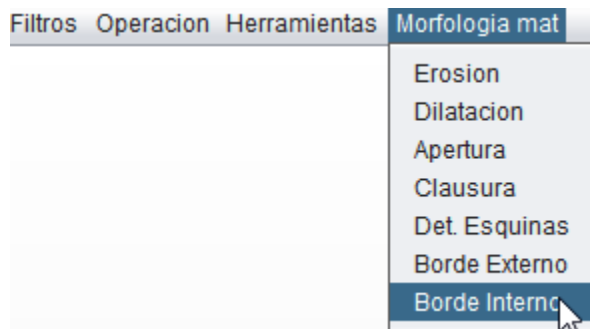 Filtros Operacion Herramientas Morfologia mat
Erosion
Dilatacion
Apertura
Clausura
Det. Esquinas
Borde Externo
Borde Interno